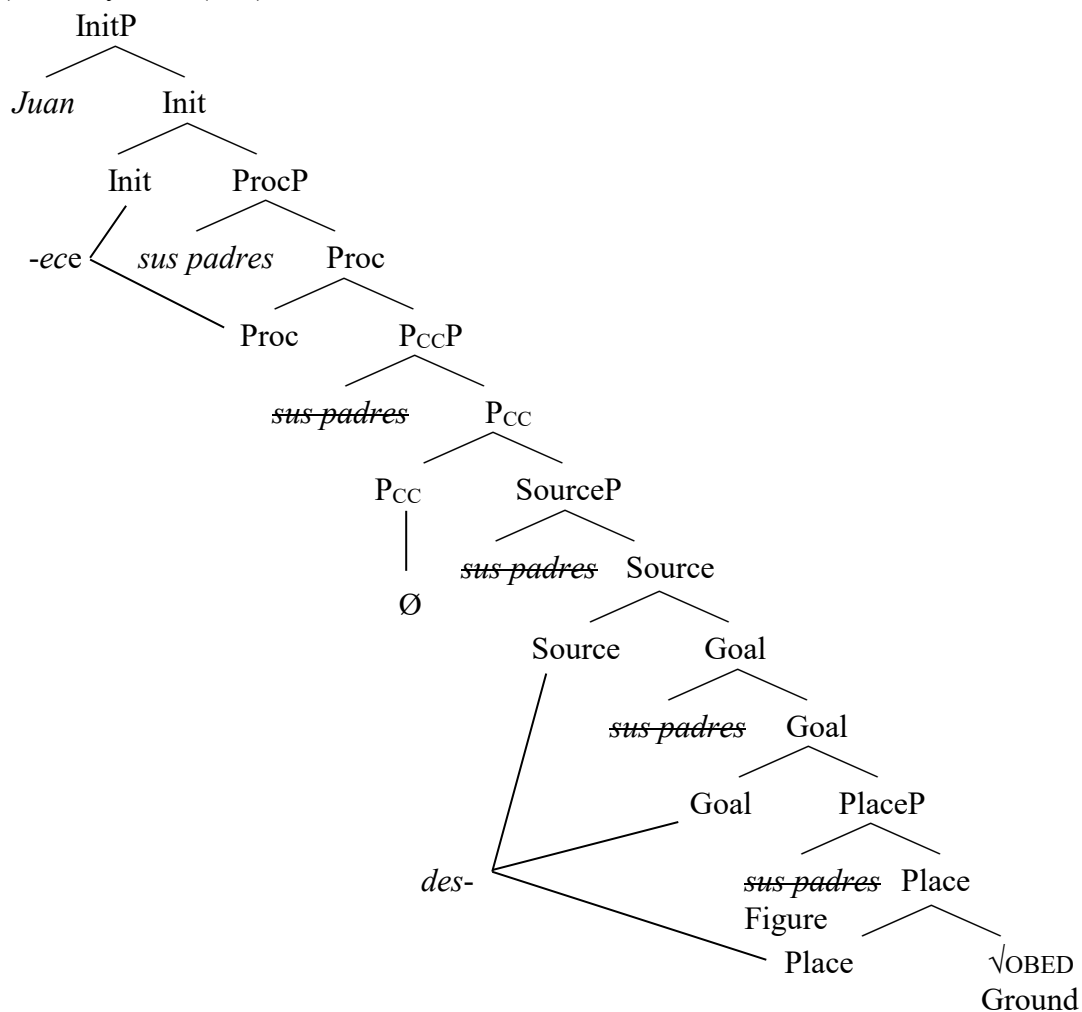 InitP
Juan Init
Init ProcP
-ece sus padres Proc
Proc PCCP
sus padres PCC
PCC SourceP
sus padres Source
Ø
Source Goal
sus padres Goal
Goal PlaceP
des- sus padres Place
Figure
Place √OBED
Ground